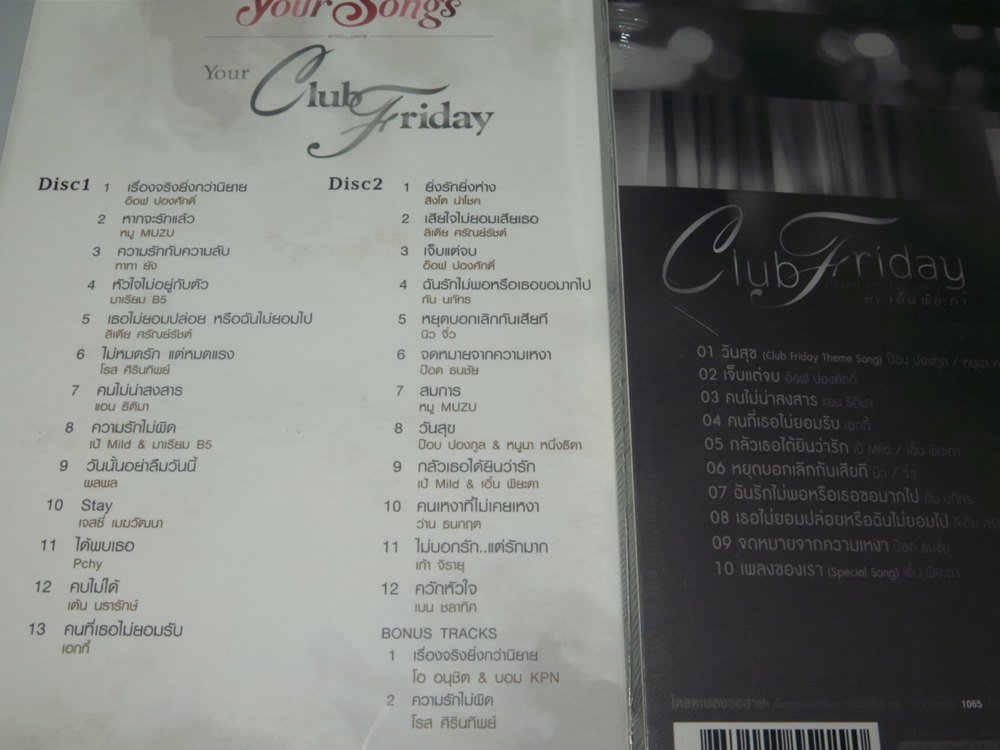 Your Songs
Your Club Friday
Disc1
1 เรื่องจริงยิ่งกว่านิยาย
อ๊อฟ ปองศักดิ์
2 หากจะรักแล้ว
หมู MUZU
3 ความรักกับความลับ
ทาทา ยัง
4 หัวใจไม่อยู่กับตัว
มาเรียม B5
5 เธอไม่ยอมปล่อย หรือฉันไม่ยอมไป
ลิเดีย ศรัณย์รัชต์
6 ไม่หมดรัก แต่หมดแรง
โรส ศิรินทิพย์
7 คนไม่น่าสงสาร
แอน ธิติมา
8 ความรักไม่ผิด
เป้ Mild & มาเรียม B5
9 วันนั้นอย่าลืมวันนี้
พลพล
10 Stay
เจสซี่ เมฆวัฒนา
11 ได้พบเธอ
Pchy
12 คบไม่ได้
เต้น นรารักษ์
13 คนที่เธอไม่ยอมรับ
เอกกี้
Disc2
1 ยิ่งรักยิ่งห่าง
สิงโต นำโชค
2 เสียใจไม่ยอมเสียเธอ
ลิเดีย ศรัณย์รัชต์
3 เจ็บแต่จบ
อ๊อฟ ปองศักดิ์
4 ฉันรักไม่พอหรือเธอขอมากไป
กัน นภัทร
5 หยุดบอกเลิกกันเสียที
นิว จิ๋ว
6 จดหมายจากความเหงา
ป๊อด ธนชัย
7 สมการ
หมู MUZU
8 วันสุข
ป๊อบ ปองกูล & หนูนา หนึ่งธิดา
9 กลัวเธอได้ยินว่ารัก
เป้ Mild & เอิ้น พิยะดา
10 คนเหงาที่ไม่เคยเหงา
ว่าน ธนกฤต
11 ไม่บอกรัก..แต่รักมาก
เก้า จิรายุ
12 ควักหัวใจ
เบน ชลาทิศ
BONUS TRACKS
1 เรื่องจริงยิ่งกว่านิยาย
โอ อนุชิต & บอม KPN
2 ความรักไม่ผิด
โรส ศิรินทิพย์
Club Friday
By เอิ้น พิยะดา
01 วันสุข (Club Friday Theme Song) ป๊อบ ปองกูล / หนูนา
02 เจ็บแต่จบ อ๊อฟ ปองศักดิ์
03 คนไม่น่าสงสาร แอน ธิติมา
04 คนที่เธอไม่ยอมรับ เอกกี้
05 กลัวเธอได้ยินว่ารัก เป้ Mild / เอิ้น พิยะดา
06 หยุดบอกเลิกกันเสียที นิว / จิ๋ว
07 ฉันรักไม่พอหรือเธอขอมากไป กัน นภัทร
08 เธอไม่ยอมปล่อยหรือฉันไม่ยอมไป ลิเดีย
09 จดหมายจากความเหงา ป๊อด ธนชัย
10 เพลงของเรา (Special Song) เอิ้น พิยะดา
โหลดเพลงรอสาย 1065